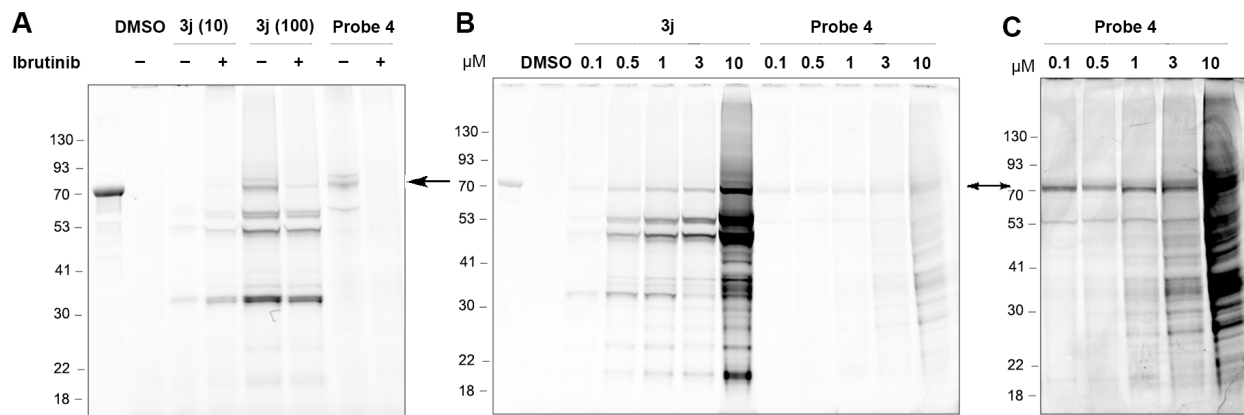 A
DMSO 3j (10) 3j (100) Probe 4
Ibrutinib – – + – + – +
130 –
93 –
70 –
53 –
41 –
30 –
22 –
18 –
B
3j Probe 4
µM DMSO 0.1 0.5 1 3 10 0.1 0.5 1 3 10
130 –
93 –
70 –
53 –
41 –
30 –
22 –
18 –
C
Probe 4
µM 0.1 0.5 1 3 10
130 –
93 –
70 –
53 –
41 –
30 –
22 –
18 –